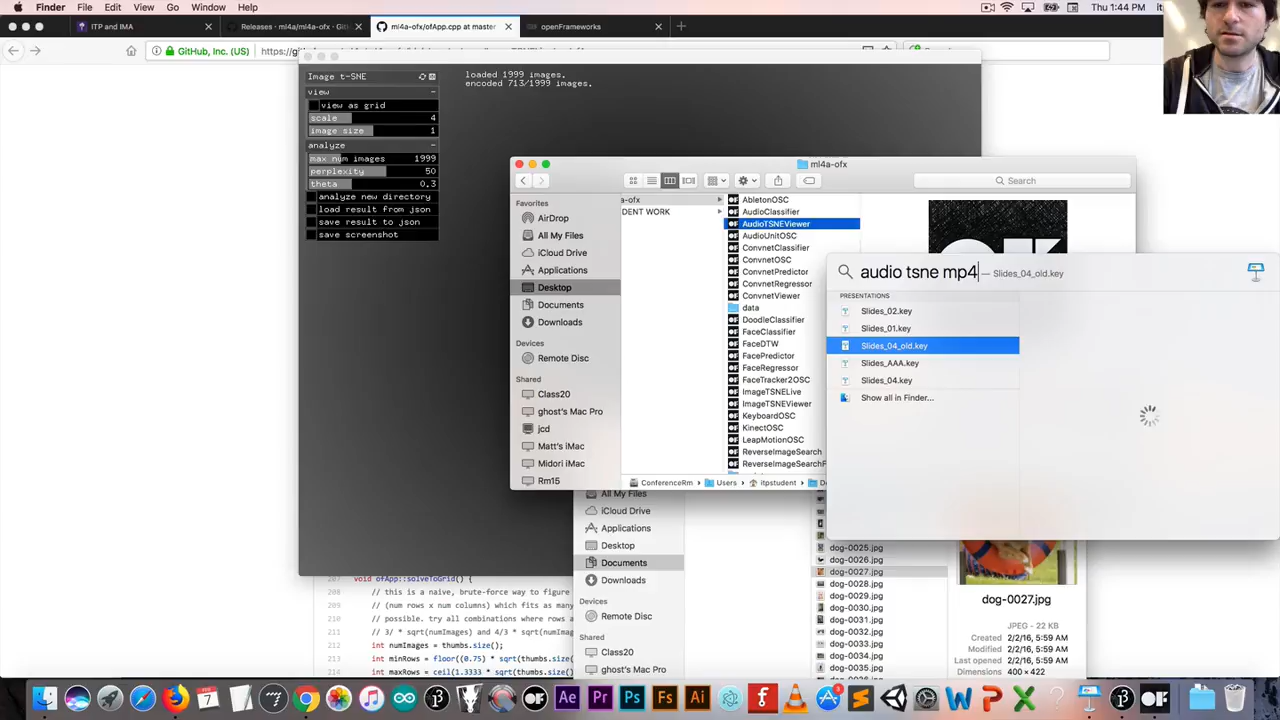 Finder File Edit View Go Window Help
Thu 1:44 PM
ITP and IMA
Releases · ml4a/ml4a-ofx · GitH
ml4a-ofx/ofApp.cpp at master
openFrameworks
GitHub, Inc. (US)
Image t-SNE
view
view as grid
scale 4
image size 1
analyze
max num images 1999
perplexity 50
theta 0.3
analyze new directory
load result from json
save result to json
save screenshot
loaded 1999 images.
encoded 713/1999 images.
ml4a-ofx
Search
Favorites
AirDrop
All My Files
iCloud Drive
Applications
Desktop
Documents
Downloads
Devices
Remote Disc
Shared
Class20
ghost's Mac Pro
jcd
Matt's iMac
Midori iMac
Rm15
a-ofx
DENT WORK
AbletonOSC
AudioClassifier
AudioTSNEViewer
AudioUnitOSC
ConvnetClassifier
ConvnetOSC
ConvnetPredictor
ConvnetRegressor
ConvnetViewer
data
DoodleClassifier
FaceClassifier
FaceDTW
FacePredictor
FaceRegressor
FaceTracker2OSC
ImageTSNELive
ImageTSNEViewer
KeyboardOSC
KinectOSC
LeapMotionOSC
ReverseImageSearch
ReverseImageSearchF
ConferenceRm
Users
itpstudent
audio tsne mp4 — Slides_04_old.key
PRESENTATIONS
Slides_02.key
Slides_01.key
Slides_04_old.key
Slides_AAA.key
Slides_04.key
Show all in Finder...
All My Files
iCloud Drive
Applications
Desktop
Documents
Downloads
Devices
Remote Disc
Shared
Class20
ghost's Mac Pro
dog-0025.jpg
dog-0026.jpg
dog-0027.jpg
dog-0028.jpg
dog-0029.jpg
dog-0030.jpg
dog-0031.jpg
dog-0032.jpg
dog-0033.jpg
dog-0034.jpg
dog-0035.jpg
dog-0027.jpg
JPEG - 22 KB
Created 2/2/16, 5:59 AM
Modified 2/2/16, 5:59 AM
Last opened 2/2/16, 5:59 AM
Dimensions 400 × 422
void ofApp::solveToGrid() {
208 // this is a naive, brute-force way to figure
209 // (num rows x num columns) which fits as many
210 // possible. try all combinations where rows a
211 // 3/ * sqrt(numImages) and 4/3 * sqrt(numImag
212 int numImages = thumbs.size();
213 int minRows = floor((0.75) * sqrt(thumbs.size
214 int maxRows = ceil(1.3333 * sqrt(thumbs.size(